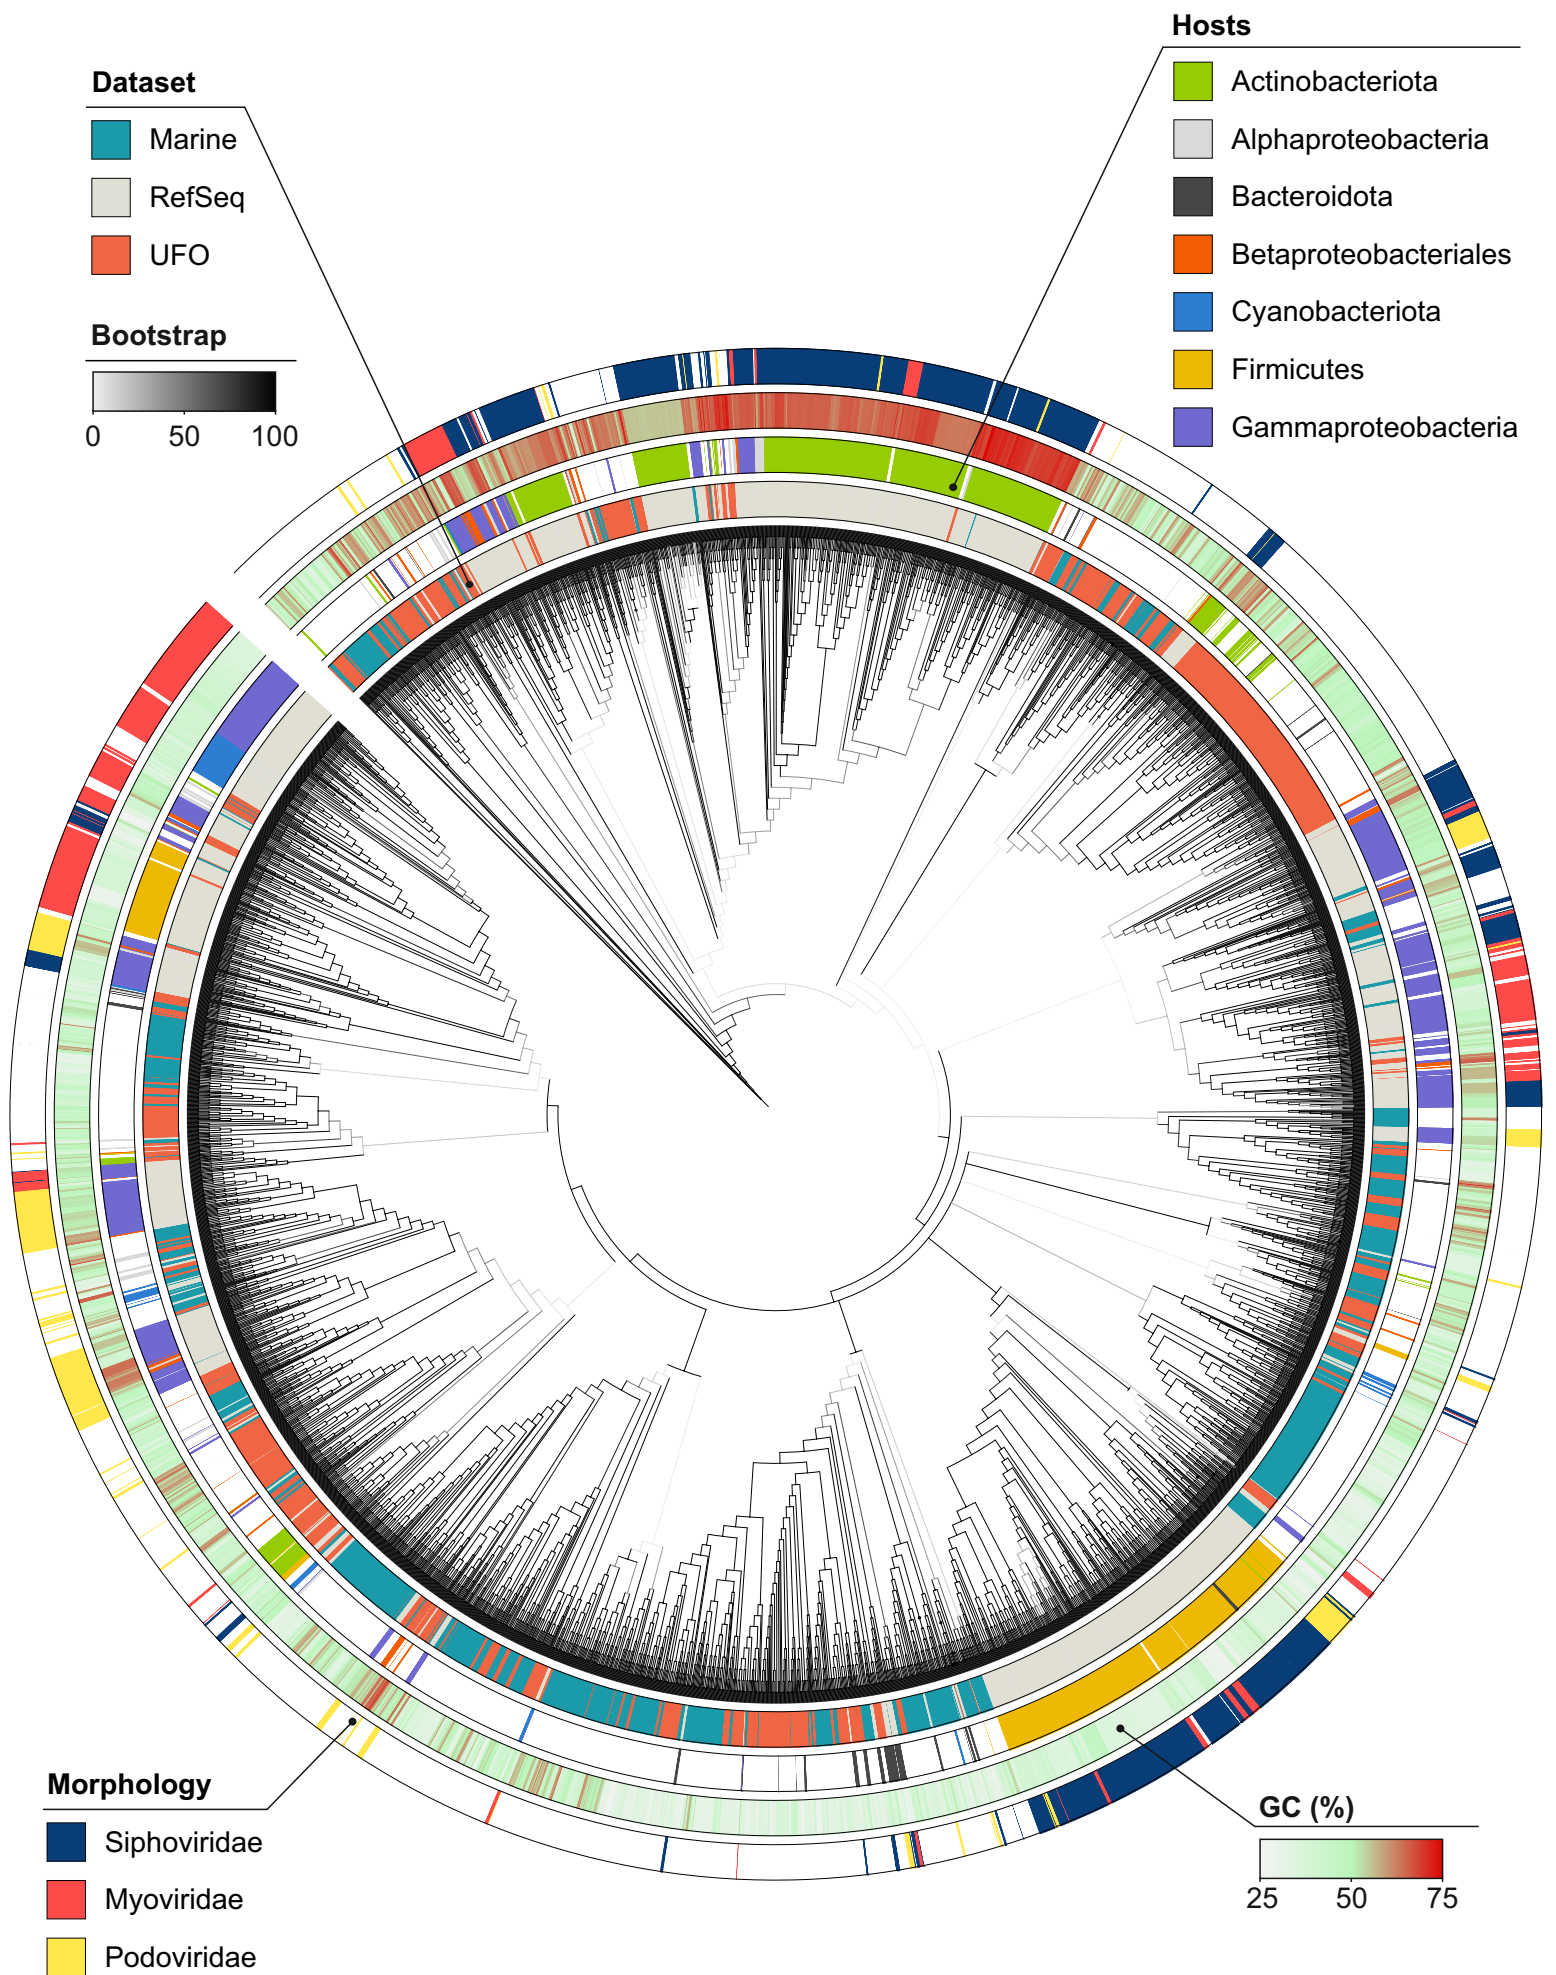 Hosts
Actinobacteriota
Alphaproteobacteria
Bacteroidota
Betaproteobacteriales
Cyanobacteriota
Firmicutes
Gammaproteobacteria
Dataset
Marine
RefSeq
UFO
Bootstrap
0 50 100
Morphology
Siphoviridae
Myoviridae
Podoviridae
GC (%)
25 50 75